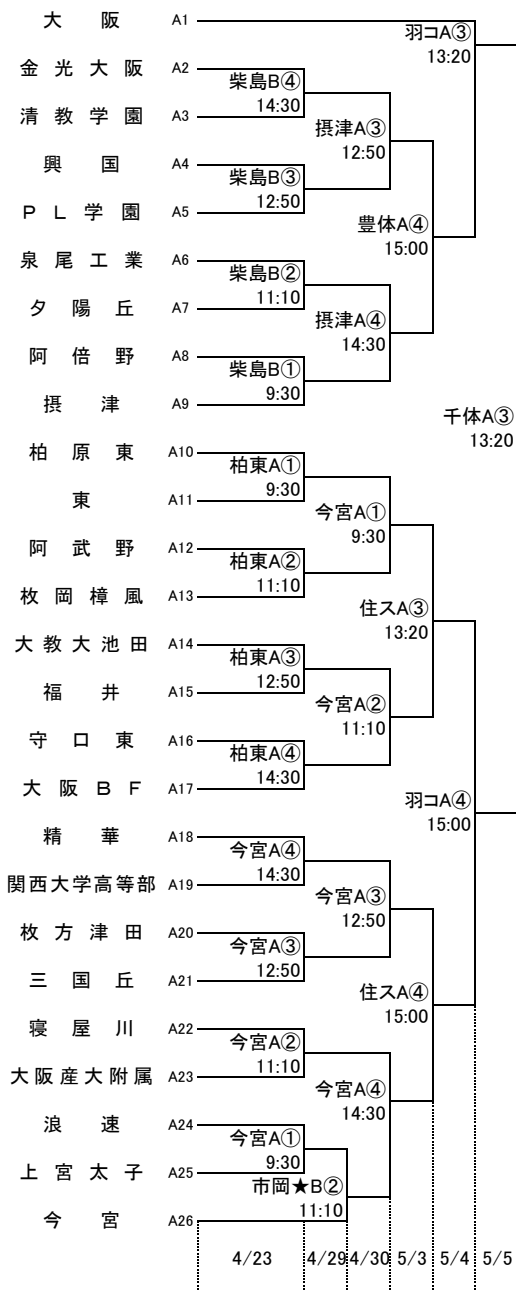 大阪 A1
羽コA③
13:20
金光大阪 A2
柴島B④
14:30
清教学園 A3
摂津A③
12:50
興国 A4
柴島B③
12:50
PL学園 A5
豊体A④
15:00
泉尾工業 A6
柴島B②
11:10
夕陽丘 A7
摂津A④
14:30
阿倍野 A8
柴島B①
9:30
摂津 A9
千体A③
13:20
柏原東 A10
柏東A①
9:30
東 A11
今宮A①
9:30
阿武野 A12
柏東A②
11:10
枚岡樟風 A13
住スA③
13:20
大教大池田 A14
柏東A③
12:50
福井 A15
今宮A②
11:10
守口東 A16
柏東A④
14:30
大阪BF A17
羽コA④
15:00
精華 A18
今宮A④
14:30
関西大学高等部 A19
今宮A③
12:50
枚方津田 A20
今宮A③
12:50
三国丘 A21
住スA④
15:00
寝屋川 A22
今宮A②
11:10
大阪産大附属 A23
今宮A④
14:30
浪速 A24
今宮A①
9:30
上宮太子 A25
市岡★B②
11:10
今宮 A26
4/23 4/29 4/30 5/3 5/4 5/5